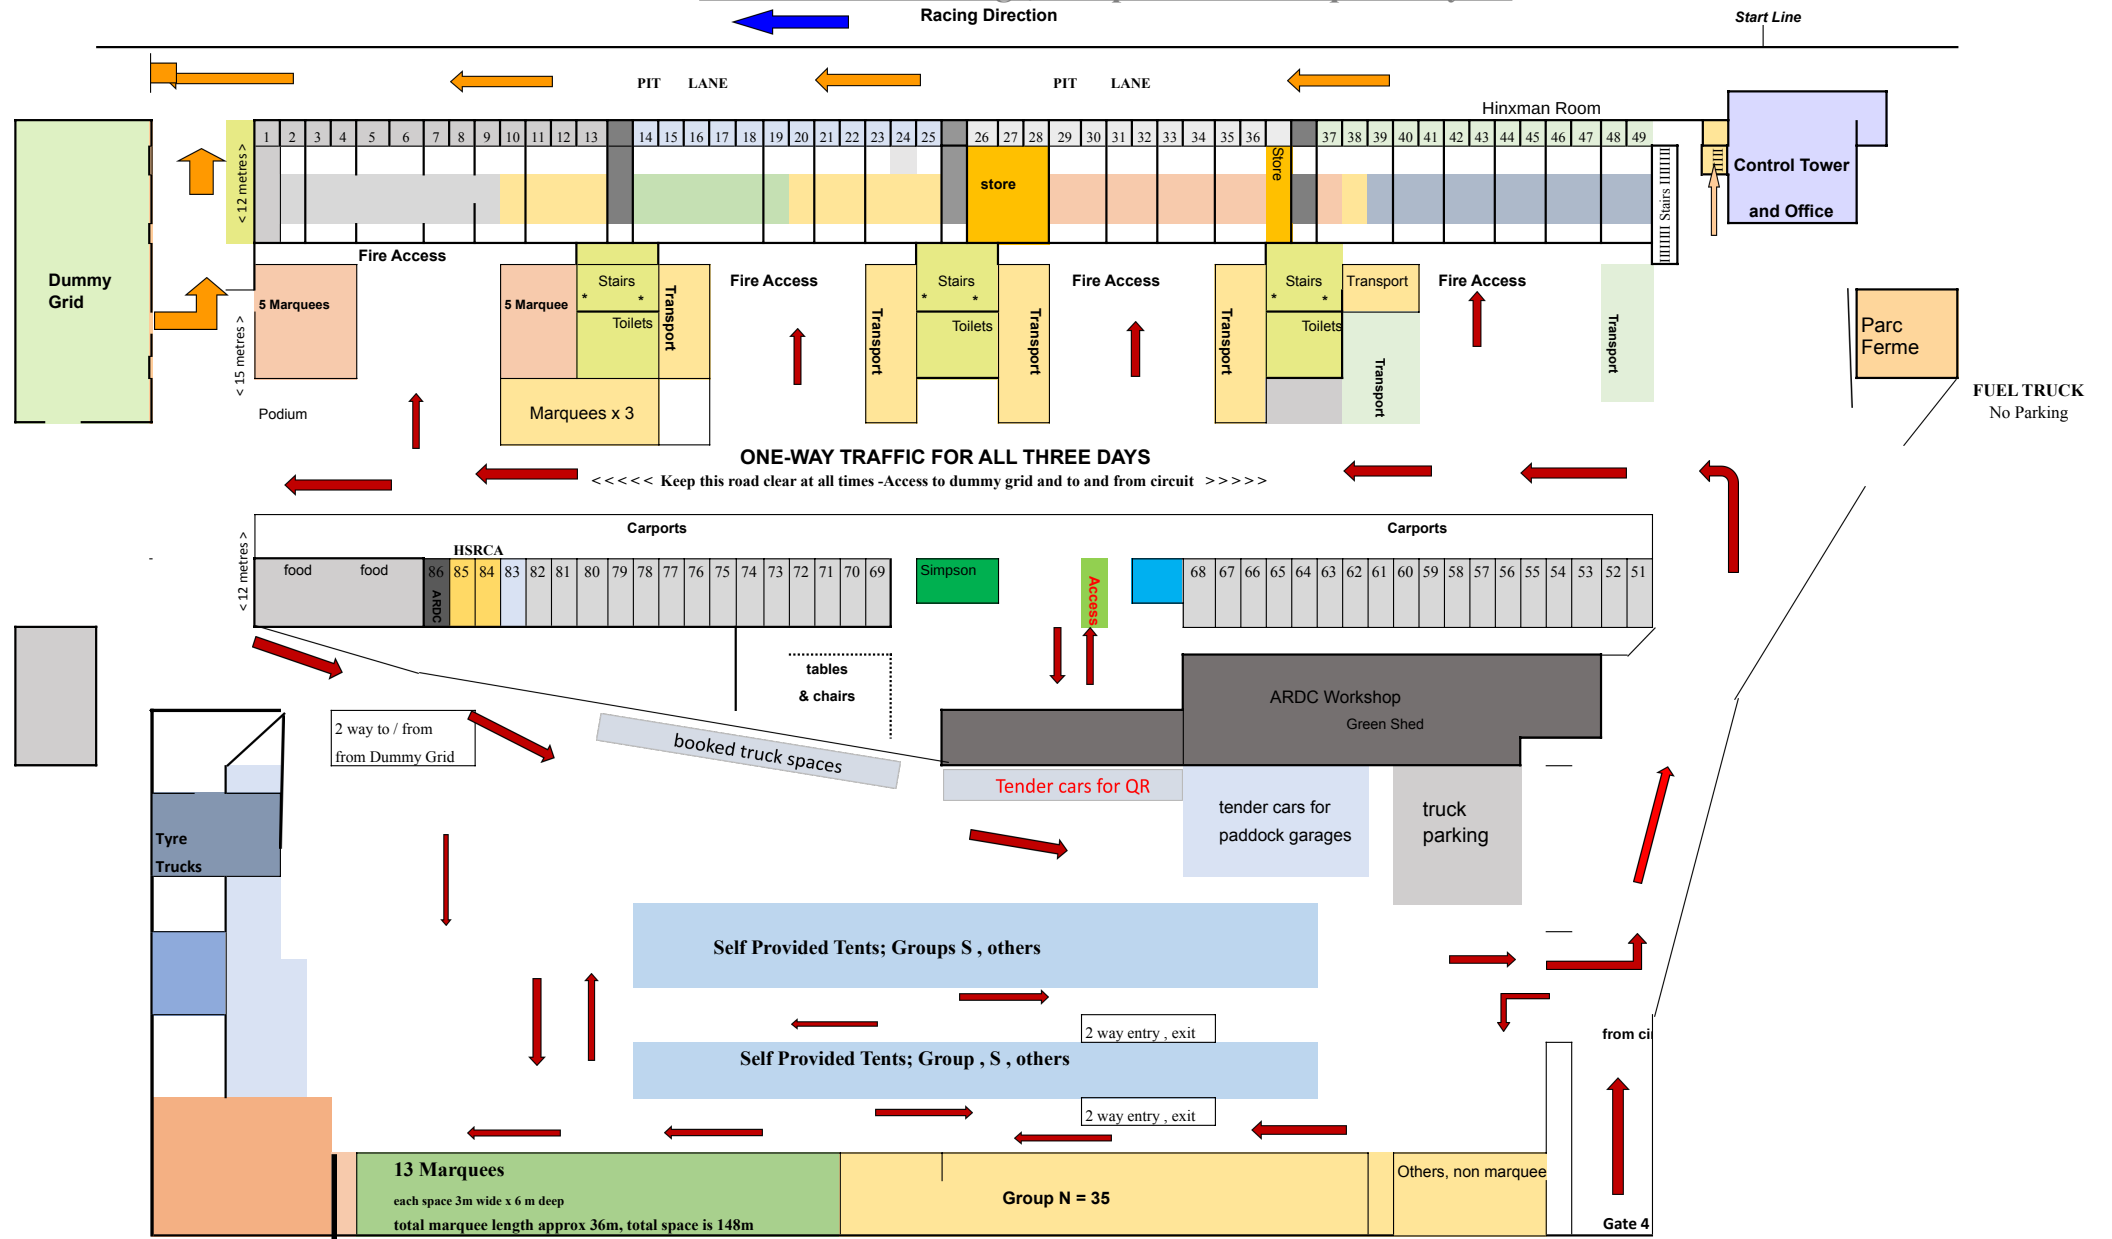 Racing Direction
Start Line
PIT LANE
PIT LANE
Hinxman Room
1 2 3 4 5 6 7 8 9 10 11 12 13 14 15 16 17 18 19 20 21 22 23 24 25 26 27 28 29 30 31 32 33 34 35 36 37 38 39 40 41 42 43 44 45 46 47 48 49
< 12 metres >
store
Store
Stairs
Control Tower
and Office
Dummy
Grid
Fire Access
Fire Access
Fire Access
Fire Access
5 Marquees
5 Marquee
Stairs
* *
Toilets
Transport
Transport
Stairs
* *
Toilets
Transport
Transport
Stairs
* *
Toilets
Transport
Transport
Transport
Parc
Ferme
FUEL TRUCK
No Parking
< 15 metres >
Podium
Marquees x 3
ONE-WAY TRAFFIC FOR ALL THREE DAYS
< < < < < Keep this road clear at all times -Access to dummy grid and to and from circuit > > > > >
Carports
Carports
HSRCA
< 12 metres >
food food
86 85 84 83 82 81 80 79 78 77 76 75 74 73 72 71 70 69
ARDC
Simpson
Access
68 67 66 65 64 63 62 61 60 59 58 57 56 55 54 53 52 51
tables
& chairs
ARDC Workshop
Green Shed
2 way to / from
from Dummy Grid
booked truck spaces
Tender cars for QR
tender cars for
paddock garages
truck
parking
Tyre
Trucks
Self Provided Tents; Groups S , others
2 way entry , exit
from ci
Self Provided Tents; Group , S , others
2 way entry , exit
13 Marquees
each space 3m wide x 6 m deep
total marquee length approx 36m, total space is 148m
Group N = 35
Others, non marquee
Gate 4